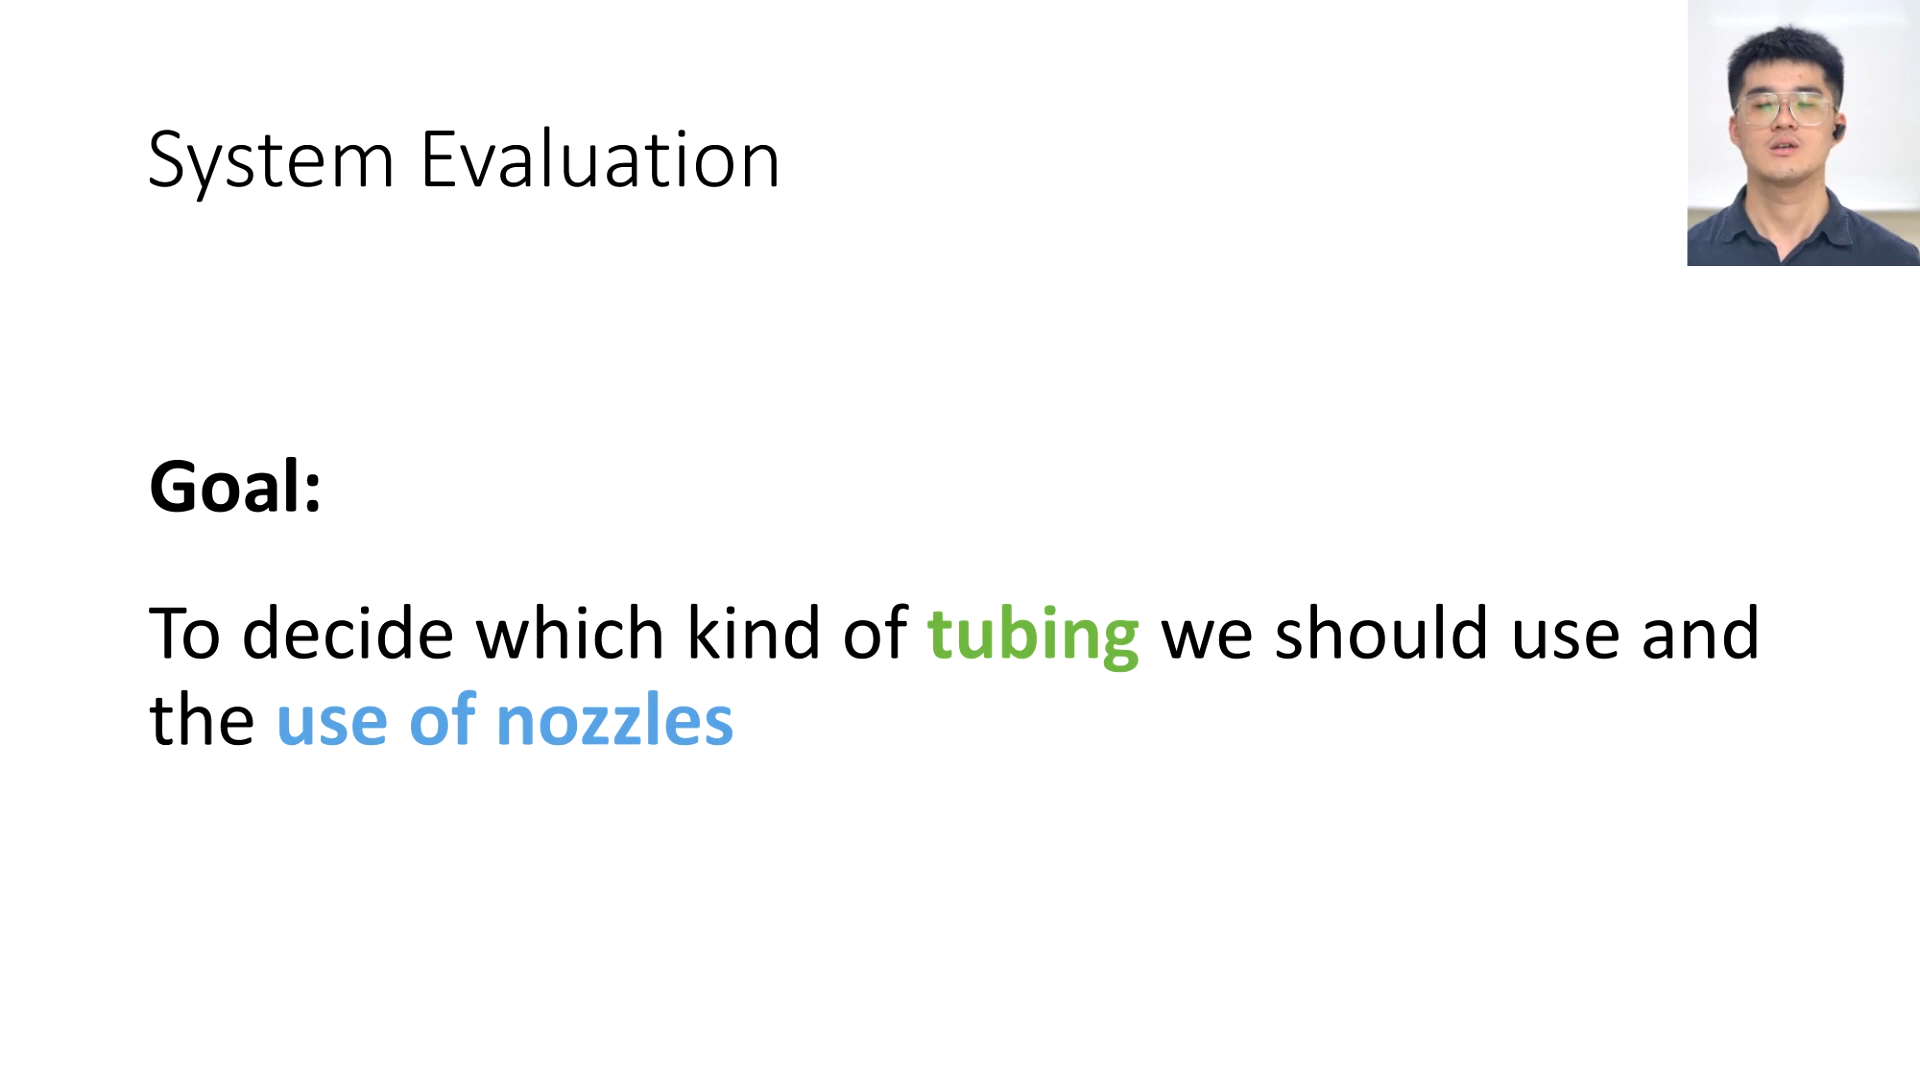 System Evaluation
Goal:
To decide which kind of tubing we should use and
the use of nozzles